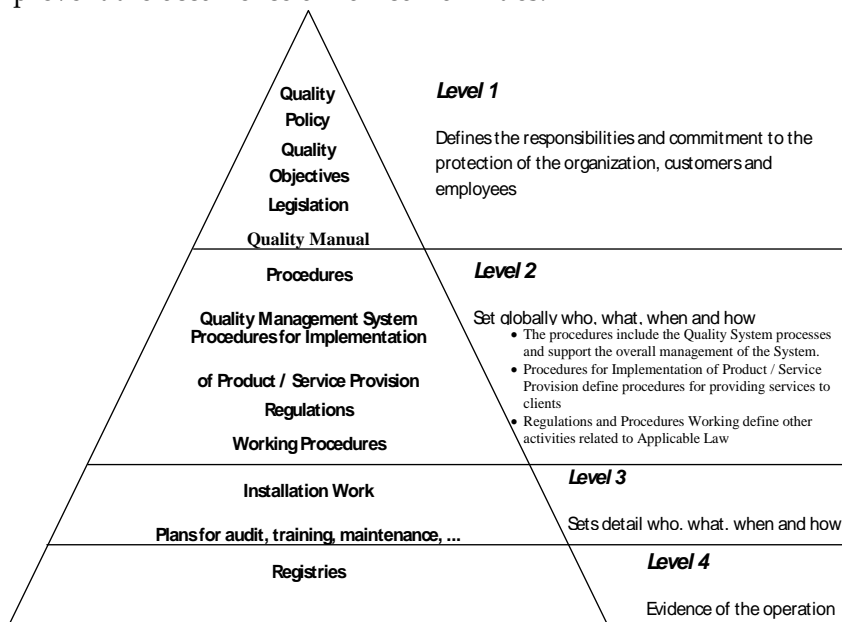 Quality
Policy
Quality
Objectives
Legislation
Quality Manual
Level 1
Defines the responsibilities and commitment to the
protection of the organization, customers and
employees
Procedures
Quality Management System
Procedures for Implementation
of Product / Service Provision
Regulations
Working Procedures
Level 2
Set globally who, what, when and how
• The procedures include the Quality System processes
and support the overall management of the System.
• Procedures for Implementation of Product / Service
Provision define procedures for providing services to
clients
• Regulations and Procedures Working define other
activities related to Applicable Law
Installation Work
Plans for audit, training, maintenance, ...
Level 3
Sets detail who. what. when and how
Registries
Level 4
Evidence of the operation